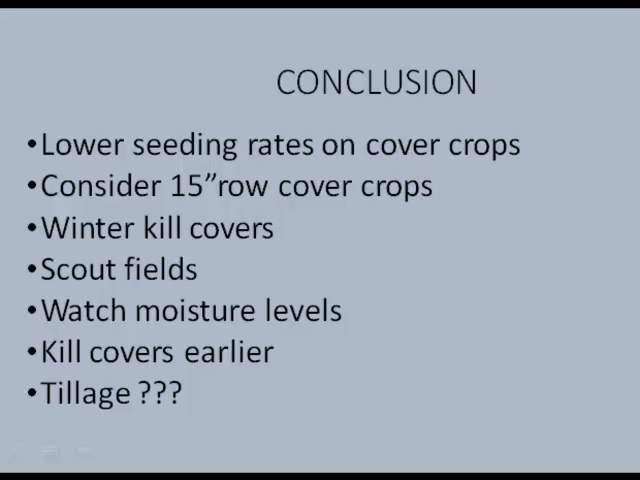 CONCLUSION
•Lower seeding rates on cover crops
•Consider 15”row cover crops
•Winter kill covers
•Scout fields
•Watch moisture levels
•Kill covers earlier
•Tillage ???